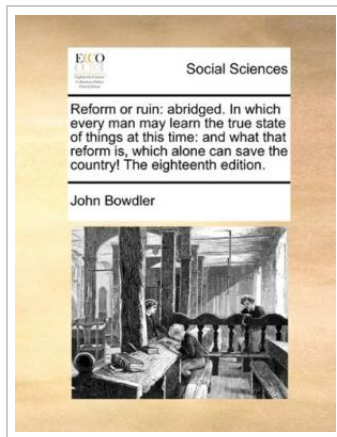 ECCO
Social Sciences
Reform or ruin: abridged. In which
every man may learn the true state
of things at this time: and what that
reform is, which alone can save the
country! The eighteenth edition.
John Bowdler